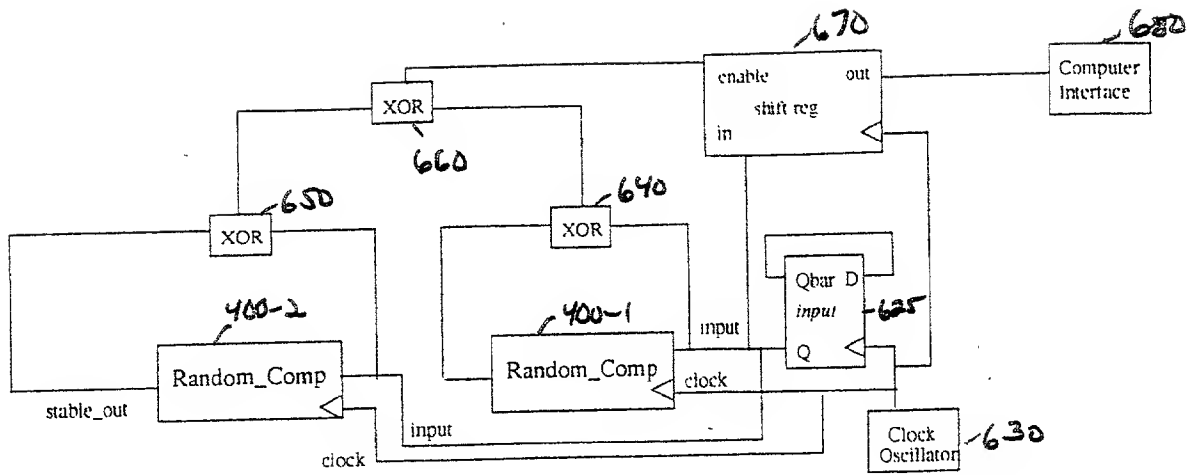 670
680
enable out
shift reg
in
Computer
Interface
XOR
660
650
XOR
640
XOR
Qbar D
input
Q
625
400-2
Random_Comp
400-1
Random_Comp
input
clock
stable_out
input
clock
Clock
Oscillator
630